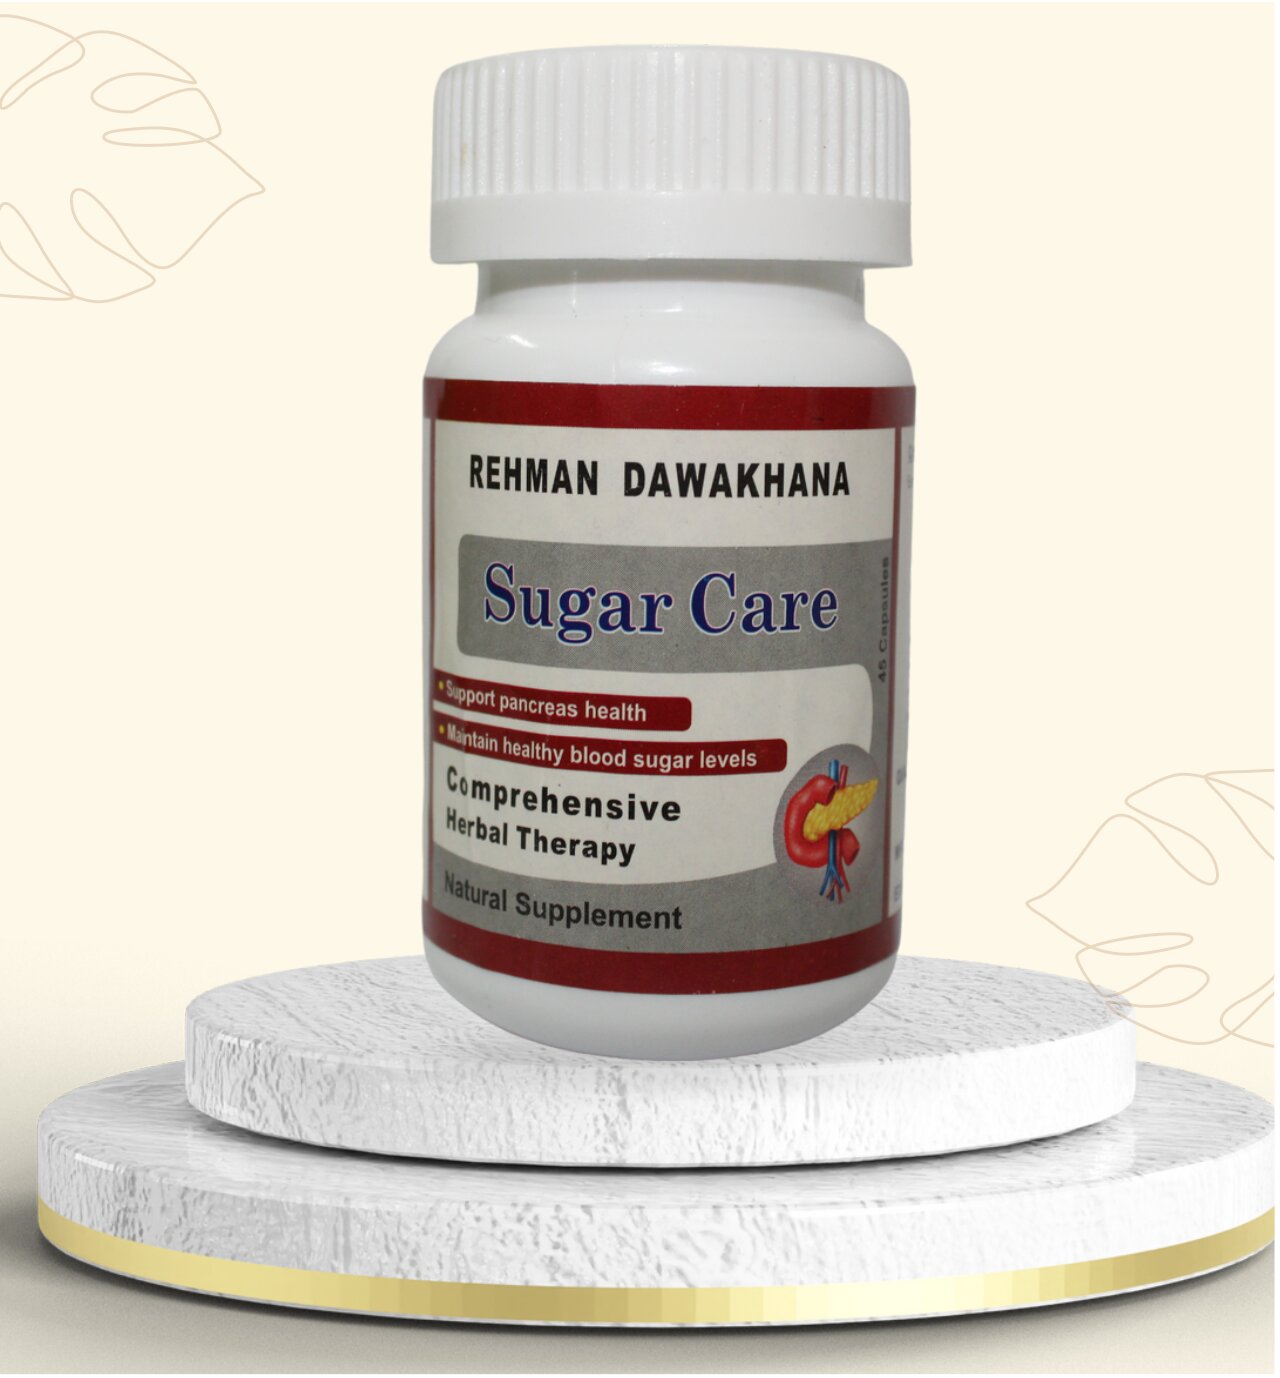 REHMAN DAWAKHANA
Sugar Care
45 Capsules
• Support pancreas health
• Maintain healthy blood sugar levels
Comprehensive
Herbal Therapy
Natural Supplement